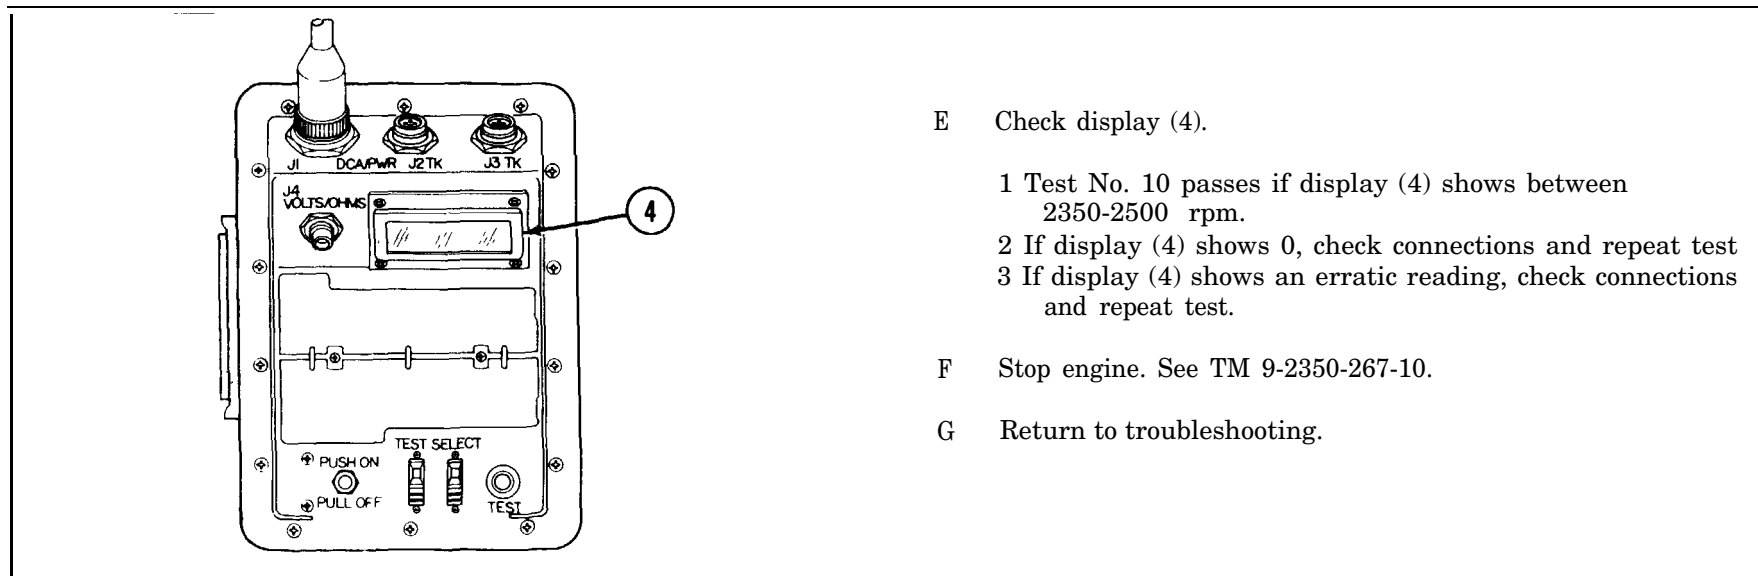 J1 DCA/PWR J2 TK J3 TK
J4
VOLTS/OHMS
4
TEST SELECT
PUSH ON
PULL OFF
TEST
E Check display (4).
1 Test No. 10 passes if display (4) shows between
2350-2500 rpm.
2 If display (4) shows 0, check connections and repeat test
3 If display (4) shows an erratic reading, check connections
and repeat test.
F Stop engine. See TM 9-2350-267-10.
G Return to troubleshooting.